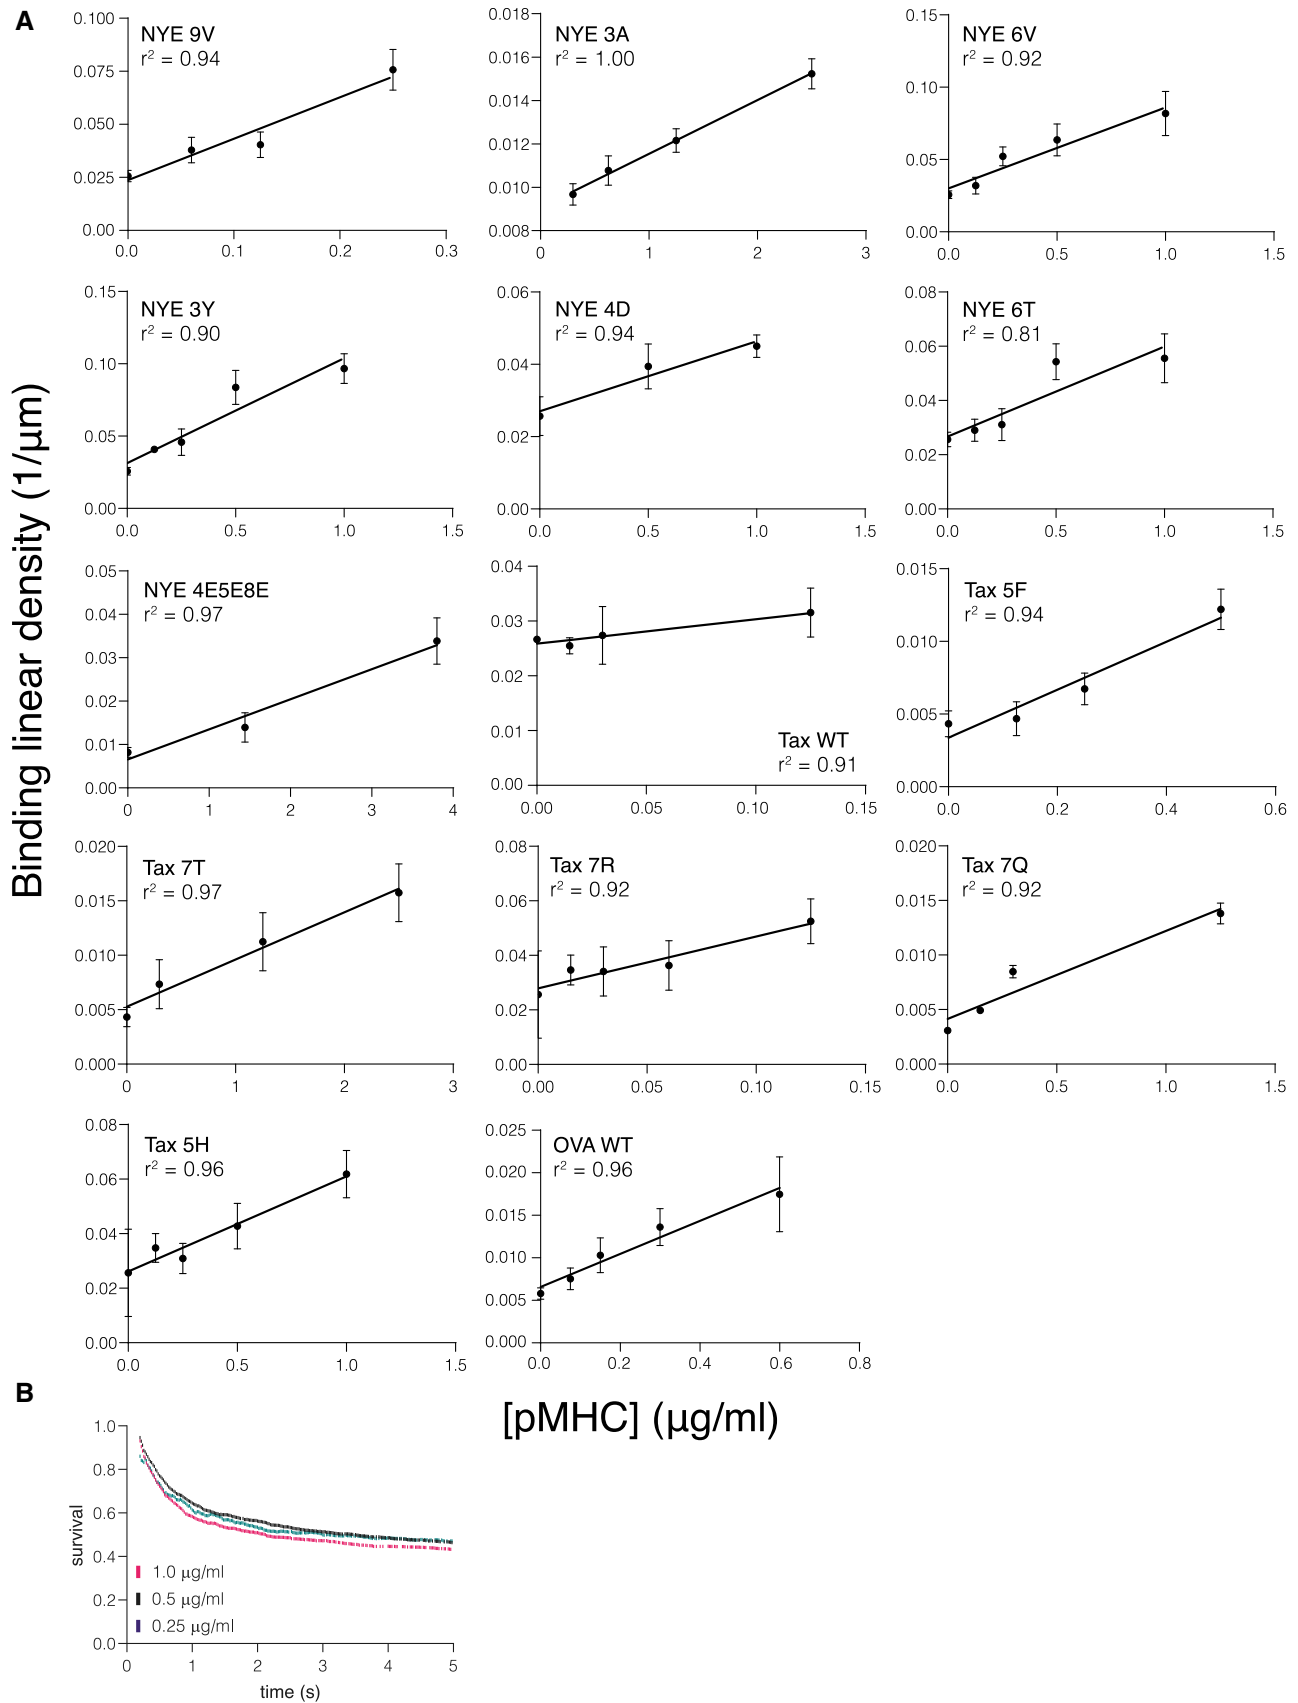 A
Binding linear density (1/μm)
NYE 9V
r² = 0.94
0.100
0.075
0.050
0.025
0.00
0.0 0.1 0.2 0.3
NYE 3A
r² = 1.00
0.018
0.016
0.014
0.012
0.010
0.008
0 1 2 3
NYE 6V
r² = 0.92
0.15
0.10
0.05
0.00
0.0 0.5 1.0 1.5
NYE 3Y
r² = 0.90
0.15
0.10
0.05
0.00
0.0 0.5 1.0 1.5
NYE 4D
r² = 0.94
0.06
0.04
0.02
0.00
0.0 0.5 1.0 1.5
NYE 6T
r² = 0.81
0.08
0.06
0.04
0.02
0.00
0.0 0.5 1.0 1.5
NYE 4E5E8E
r² = 0.97
0.05
0.04
0.03
0.02
0.01
0.00
0 1 2 3 4
0.04
0.03
0.02
0.01
0.00
Tax WT
r² = 0.91
0.00 0.05 0.10 0.15
Tax 5F
r² = 0.94
0.015
0.010
0.005
0.000
0.0 0.2 0.4 0.6
Tax 7T
r² = 0.97
0.020
0.015
0.010
0.005
0.000
0 1 2 3
Tax 7R
r² = 0.92
0.08
0.06
0.04
0.02
0.00
0.00 0.05 0.10 0.15
Tax 7Q
r² = 0.92
0.020
0.015
0.010
0.005
0.000
0.0 0.5 1.0 1.5
Tax 5H
r² = 0.96
0.08
0.06
0.04
0.02
0.00
0.0 0.5 1.0 1.5
OVA WT
r² = 0.96
0.025
0.020
0.015
0.010
0.005
0.000
0.0 0.2 0.4 0.6 0.8
[pMHC] (μg/ml)
B
survival
1.0
0.8
0.6
0.4
0.2
0.0
1.0 μg/ml
0.5 μg/ml
0.25 μg/ml
0 1 2 3 4 5
time (s)